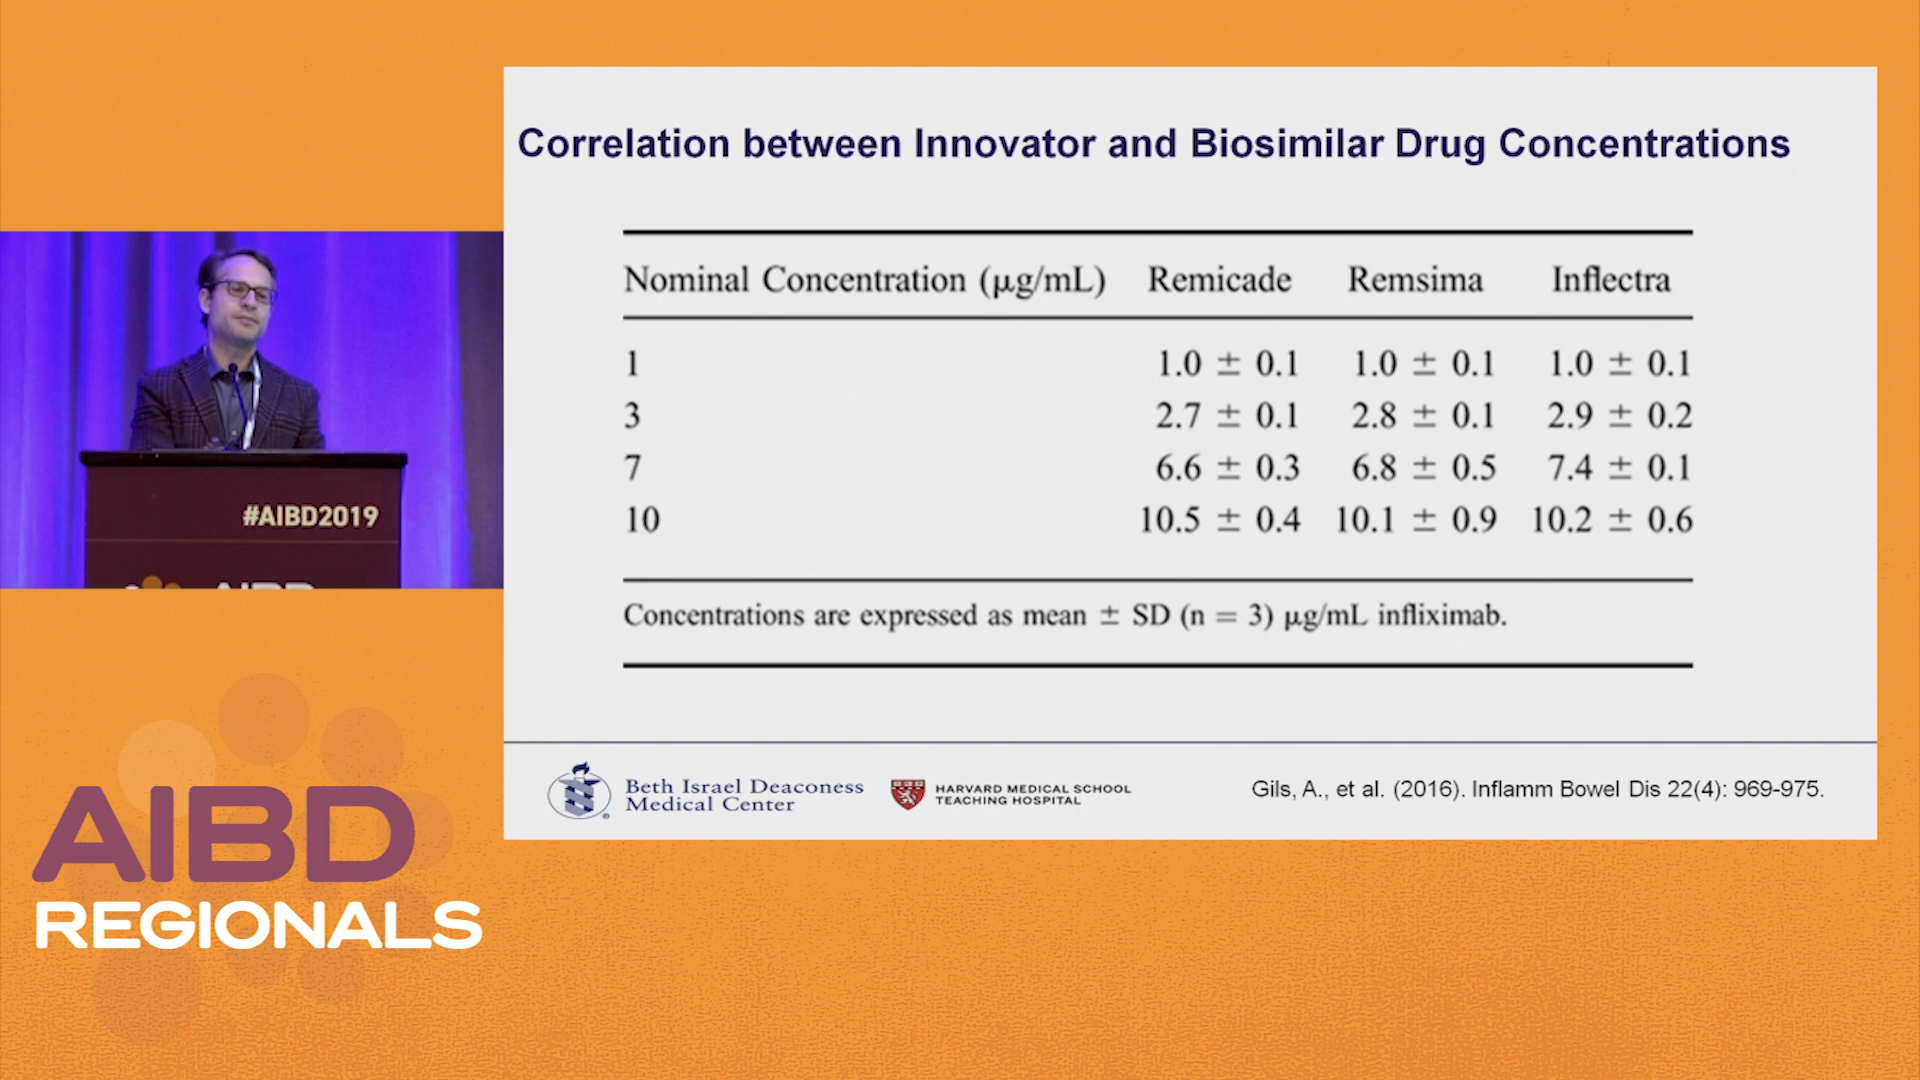 Correlation between Innovator and Biosimilar Drug Concentrations
Nominal Concentration (µg/mL) Remicade Remsima Inflectra
1 1.0 ± 0.1 1.0 ± 0.1 1.0 ± 0.1
3 2.7 ± 0.1 2.8 ± 0.1 2.9 ± 0.2
7 6.6 ± 0.3 6.8 ± 0.5 7.4 ± 0.1
10 10.5 ± 0.4 10.1 ± 0.9 10.2 ± 0.6
Concentrations are expressed as mean ± SD (n = 3) µg/mL infliximab.
Beth Israel Deaconess
Medical Center
HARVARD MEDICAL SCHOOL
TEACHING HOSPITAL
Gils, A., et al. (2016). Inflamm Bowel Dis 22(4): 969-975.
#AIBD2019
AIBD
AIBD
REGIONALS